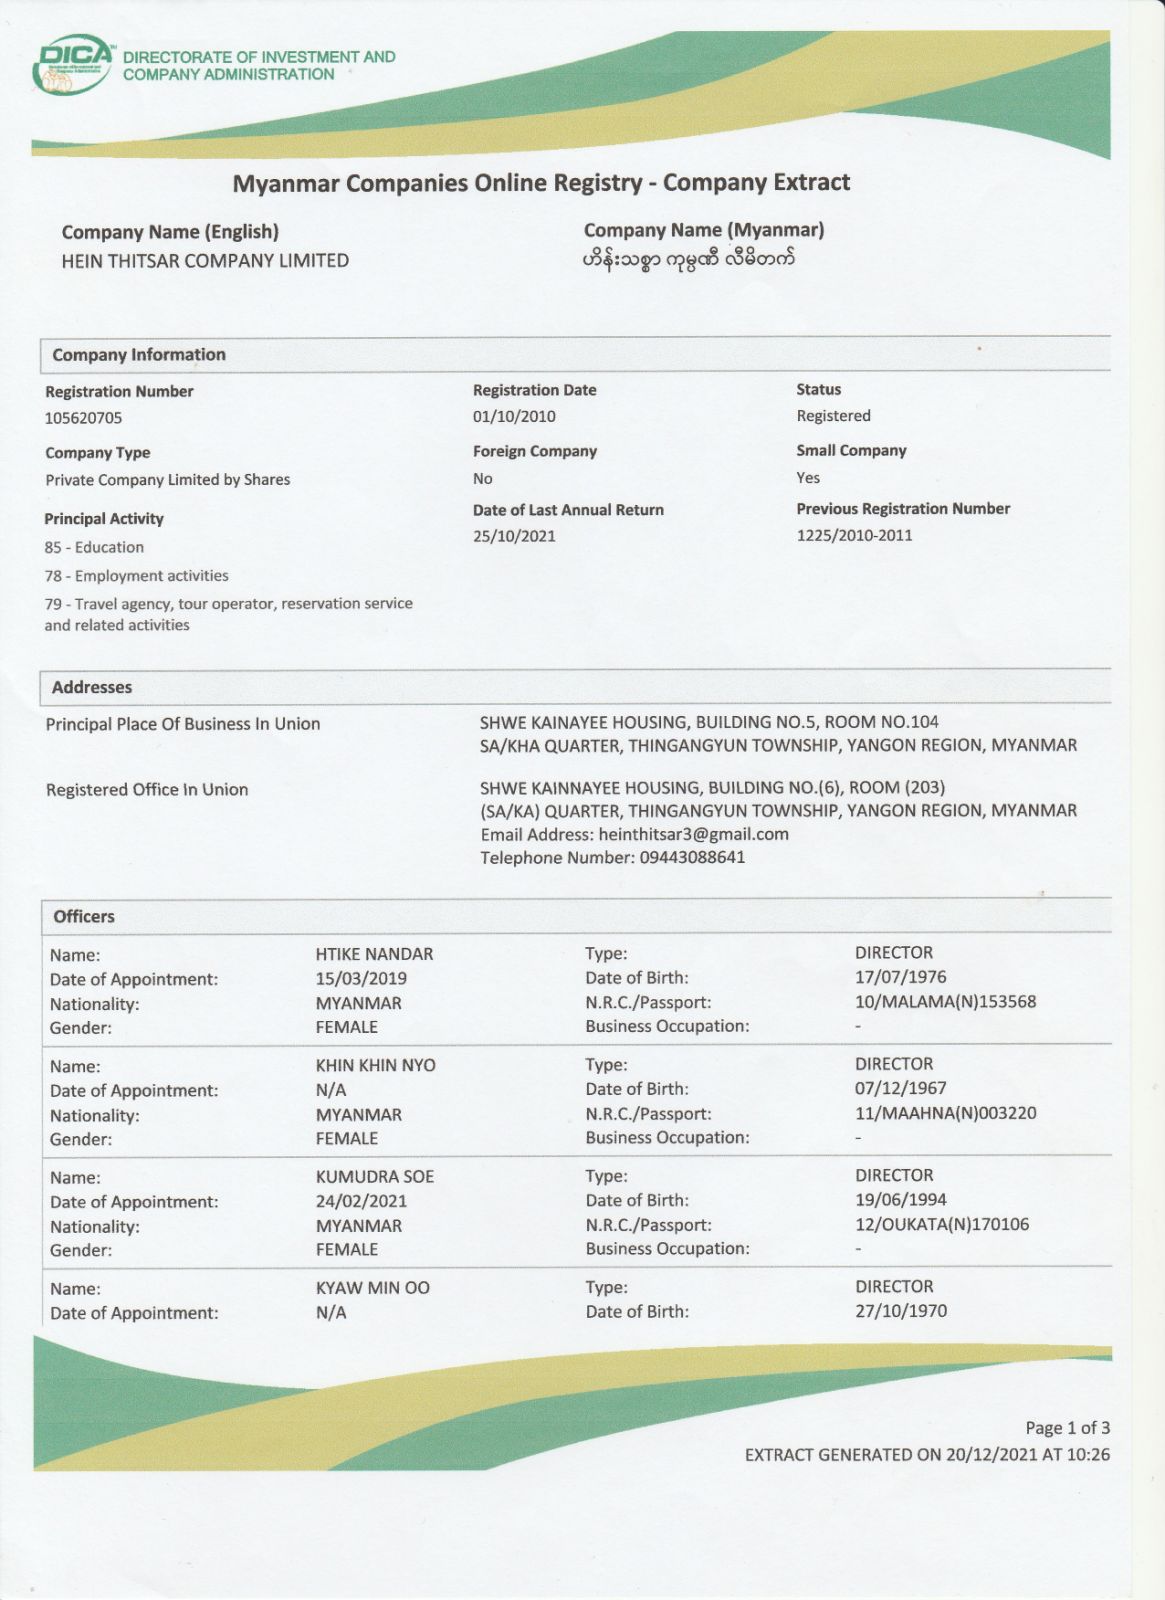 DICA
DIRECTORATE OF INVESTMENT AND
COMPANY ADMINISTRATION
Myanmar Companies Online Registry - Company Extract
Company Name (English)
HEIN THITSAR COMPANY LIMITED
Company Name (Myanmar)
ဟိန်းသစ္စာ ကုမ္ပဏီ လီမိတက်
Company Information
Registration Number
105620705
Registration Date
01/10/2010
Status
Registered
Company Type
Private Company Limited by Shares
Foreign Company
No
Small Company
Yes
Principal Activity
85 - Education
78 - Employment activities
79 - Travel agency, tour operator, reservation service
and related activities
Date of Last Annual Return
25/10/2021
Previous Registration Number
1225/2010-2011
Addresses
Principal Place Of Business In Union
SHWE KAINAYEE HOUSING, BUILDING NO.5, ROOM NO.104
SA/KHA QUARTER, THINGANGYUN TOWNSHIP, YANGON REGION, MYANMAR
Registered Office In Union
SHWE KAINNAYEE HOUSING, BUILDING NO.(6), ROOM (203)
(SA/KA) QUARTER, THINGANGYUN TOWNSHIP, YANGON REGION, MYANMAR
Email Address: heinthitsar3@gmail.com
Telephone Number: 09443088641
Officers
Name: HTIKE NANDAR Type: DIRECTOR
Date of Appointment: 15/03/2019 Date of Birth: 17/07/1976
Nationality: MYANMAR N.R.C./Passport: 10/MALAMA(N)153568
Gender: FEMALE Business Occupation: -
Name: KHIN KHIN NYO Type: DIRECTOR
Date of Appointment: N/A Date of Birth: 07/12/1967
Nationality: MYANMAR N.R.C./Passport: 11/MAAHNA(N)003220
Gender: FEMALE Business Occupation: -
Name: KUMUDRA SOE Type: DIRECTOR
Date of Appointment: 24/02/2021 Date of Birth: 19/06/1994
Nationality: MYANMAR N.R.C./Passport: 12/OUKATA(N)170106
Gender: FEMALE Business Occupation: -
Name: KYAW MIN OO Type: DIRECTOR
Date of Appointment: N/A Date of Birth: 27/10/1970
Page 1 of 3
EXTRACT GENERATED ON 20/12/2021 AT 10:26